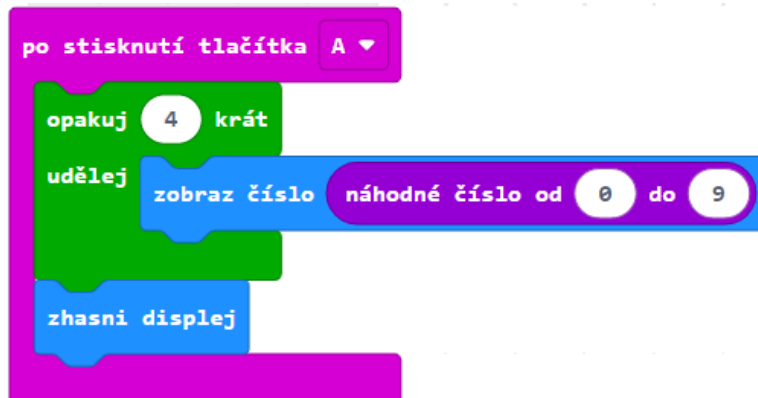 po stisknutí tlačítka A
opakuj 4 krát
udělej
zobraz číslo náhodné číslo od 0 do 9
zhasni displej